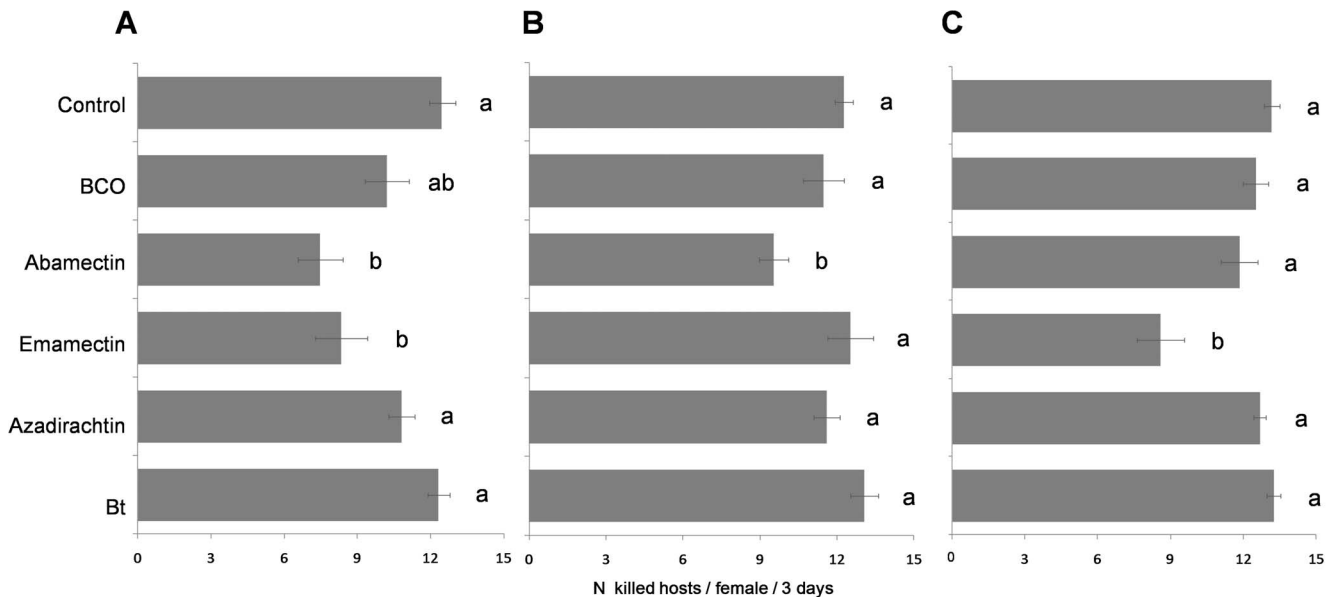 A B C
Control a a a
BCO ab a a
Abamectin b b a
Emamectin b a b
Azadirachtin a a a
Bt a a a
0 3 6 9 12 15 0 3 6 9 12 15 0 3 6 9 12 15
N killed hosts / female / 3 days